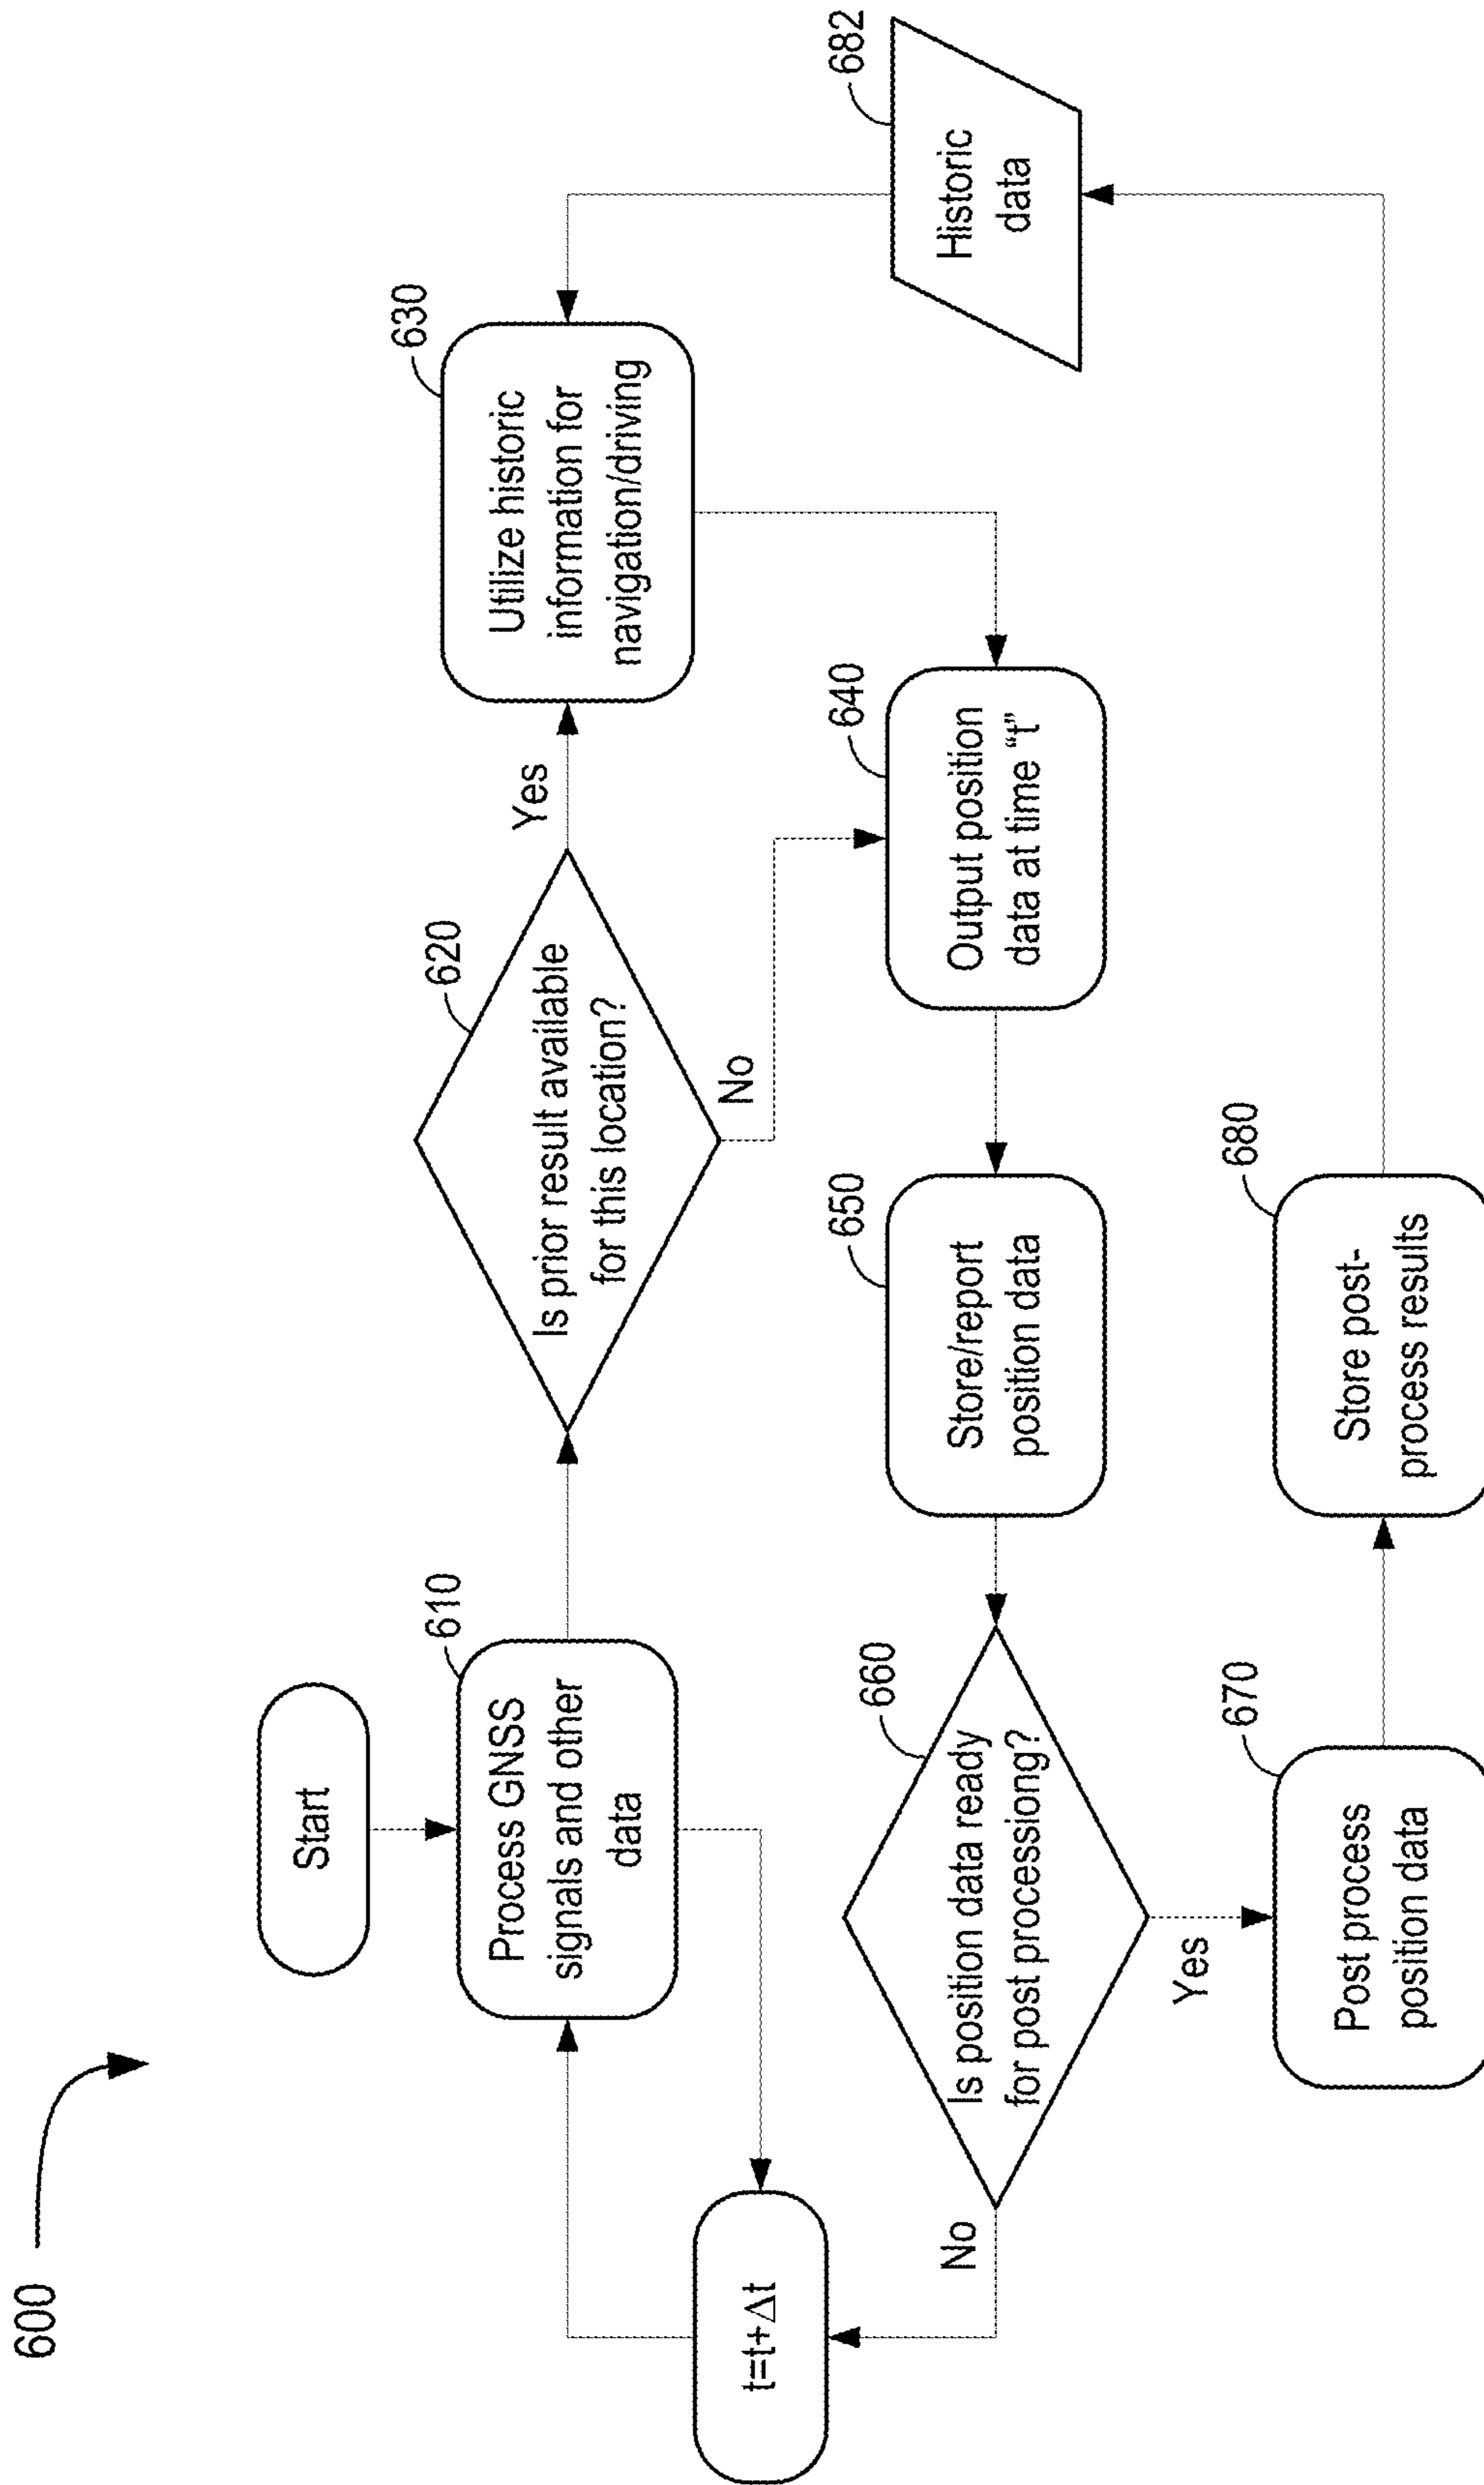 600
Start
610
Process GNSS
signals and other
data
620
Is prior result available
for this location?
Yes
No
630
Utilize historic
information for
navigation/driving
t=t+Δt
640
Output position
data at time “t”
650
Store/report
position data
660
Is position data ready
for post processiong?
No
Yes
670
Post process
position data
680
Store post-
process results
682
Historic
data